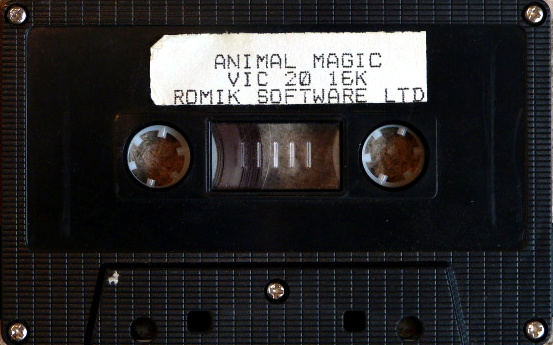 ANIMAL MAGIC
VIC 20 16K
ROMIK SOFTWARE LTD